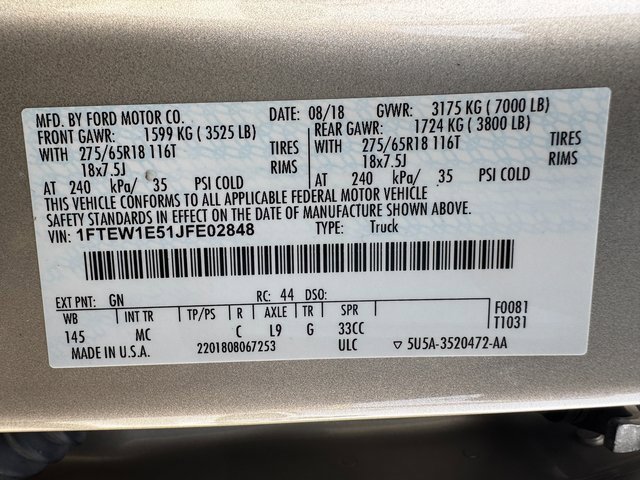 MFD. BY FORD MOTOR CO. DATE: 08/18 GVWR: 3175 KG ( 7000 LB)
FRONT GAWR: 1599 KG ( 3525 LB) REAR GAWR: 1724 KG ( 3800 LB)
WITH 275/65R18 116T TIRES WITH 275/65R18 116T TIRES
18x7.5J RIMS 18x7.5J RIMS
AT 240 kPa/ 35 PSI COLD AT 240 kPa/ 35 PSI COLD
THIS VEHICLE CONFORMS TO ALL APPLICABLE FEDERAL MOTOR VEHICLE
SAFETY STANDARDS IN EFFECT ON THE DATE OF MANUFACTURE SHOWN ABOVE.
VIN: 1FTEW1E51JFE02848 TYPE: Truck
EXT PNT: GN RC: 44 DSO: F0081
WB INT TR TP/PS R AXLE TR SPR T1031
145 MC C L9 G 33CC
MADE IN U.S.A. 2201808067253 ULC ▽ 5U5A-3520472-AA